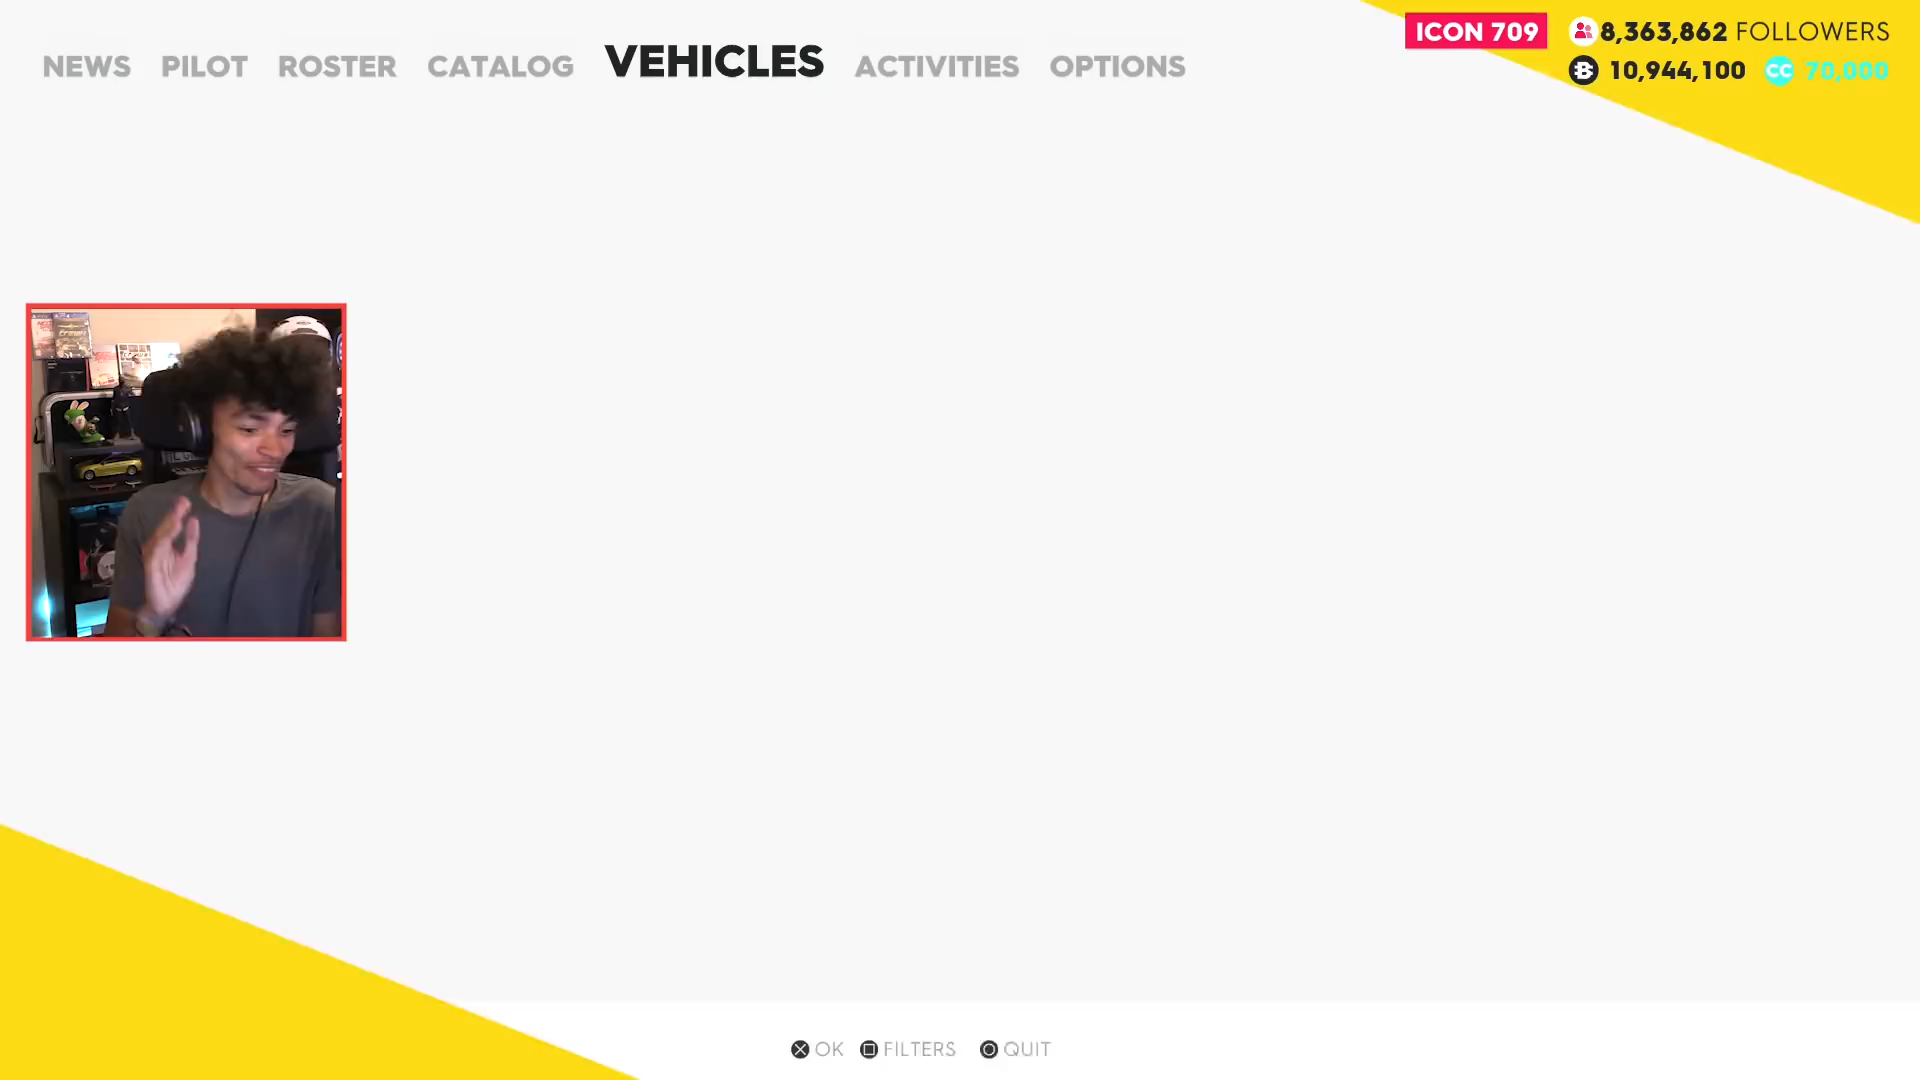 NEWS PILOT ROSTER CATALOG VEHICLES ACTIVITIES OPTIONS
ICON 709 8,363,862 FOLLOWERS
10,944,100 CC 70,000
OK FILTERS QUIT